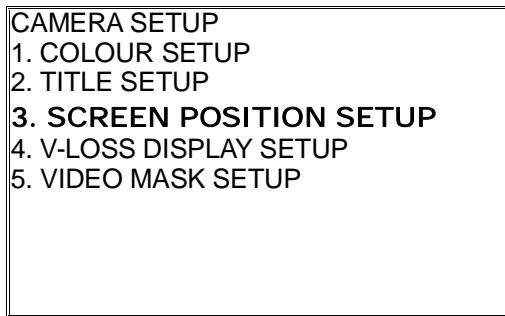 CAMERA SETUP
1. COLOUR SETUP
2. TITLE SETUP
3. SCREEN POSITION SETUP
4. V-LOSS DISPLAY SETUP
5. VIDEO MASK SETUP